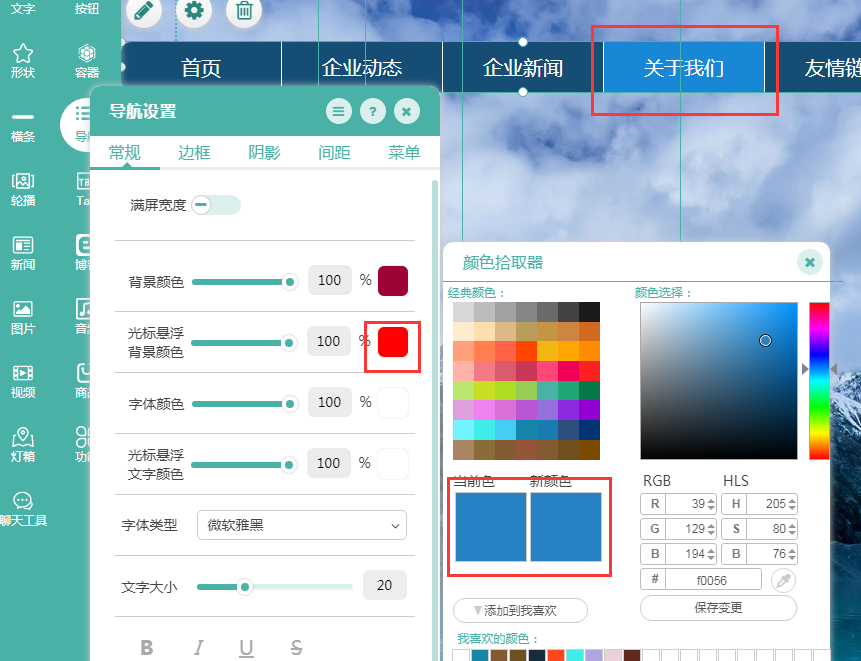 文字
按钮
首页
企业动态
企业新闻
关于我们
友情链
形状
容器
横条
导航
轮播
Ta
新闻
博客
图片
音
视频
商
灯箱
功
聊天工具
导航设置
?
常规
边框
阴影
间距
菜单
满屏宽度
背景颜色
100
%
光标悬浮
背景颜色
100
%
字体颜色
100
%
光标悬浮
文字颜色
100
%
字体类型
微软雅黑
文字大小
20
B
I
U
S
颜色拾取器
经典颜色：
颜色选择：
当前色
新颜色
RGB
HLS
R
39
H
205
G
129
S
80
B
194
B
76
#
f0056
添加到我喜欢
保存变更
我喜欢的颜色：